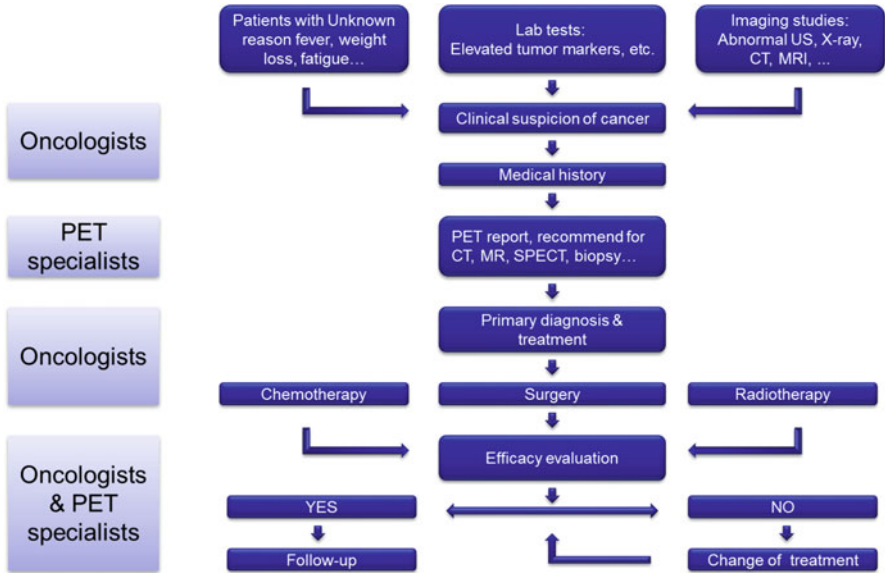 Patients with Unknown
reason fever, weight
loss, fatigue…
Lab tests:
Elevated tumor markers, etc.
Imaging studies:
Abnormal US, X-ray,
CT, MRI, ...
Oncologists
Clinical suspicion of cancer
Medical history
PET
specialists
PET report, recommend for
CT, MR, SPECT, biopsy…
Oncologists
Primary diagnosis &
treatment
Chemotherapy
Surgery
Radiotherapy
Oncologists
& PET
specialists
Efficacy evaluation
YES
NO
Follow-up
Change of treatment